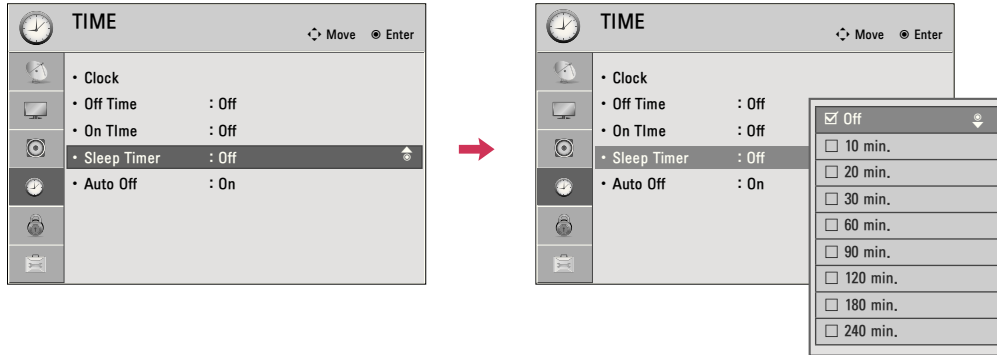 TIME
Move Enter
• Clock
• Off Time : Off
• On TIme : Off
• Sleep Timer : Off
• Auto Off : On
TIME
Move Enter
• Clock
• Off Time : Off
• On TIme : Off
• Sleep Timer : Off
• Auto Off : On
☑ Off
☐ 10 min.
☐ 20 min.
☐ 30 min.
☐ 60 min.
☐ 90 min.
☐ 120 min.
☐ 180 min.
☐ 240 min.